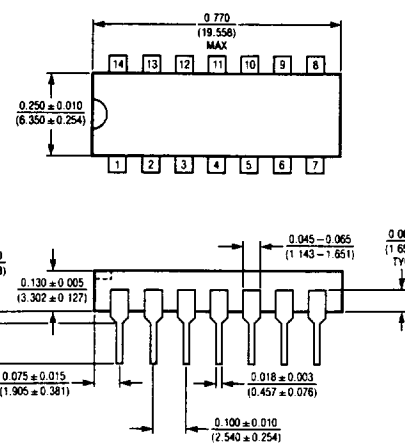 0.770
(19.558)
MAX
14 13 12 11 10 9 8
0.250 ± 0.010
(6.350 ± 0.254)
1 2 3 4 5 6 7
0.045 – 0.065
(1.143 – 1.651)
0.130 ± 0.005
(3.302 ± 0.127)
0.075 ± 0.015
(1.905 ± 0.381)
0.018 ± 0.003
(0.457 ± 0.076)
0.100 ± 0.010
(2.540 ± 0.254)